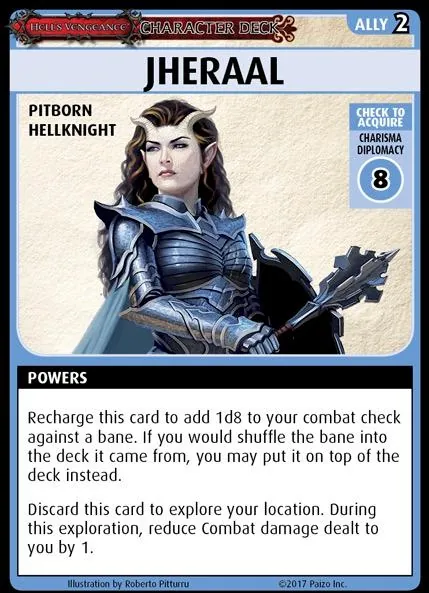 HELL'S VENGEANCE CHARACTER DECK ALLY 2
JHERAAL
PITBORN
HELLKNIGHT
CHECK TO
ACQUIRE
CHARISMA
DIPLOMACY
8
POWERS
Recharge this card to add 1d8 to your combat check
against a bane. If you would shuffle the bane into
the deck it came from, you may put it on top of the
deck instead.
Discard this card to explore your location. During
this exploration, reduce Combat damage dealt to
you by 1.
Illustration by Roberto Pitturru ©2017 Paizo Inc.